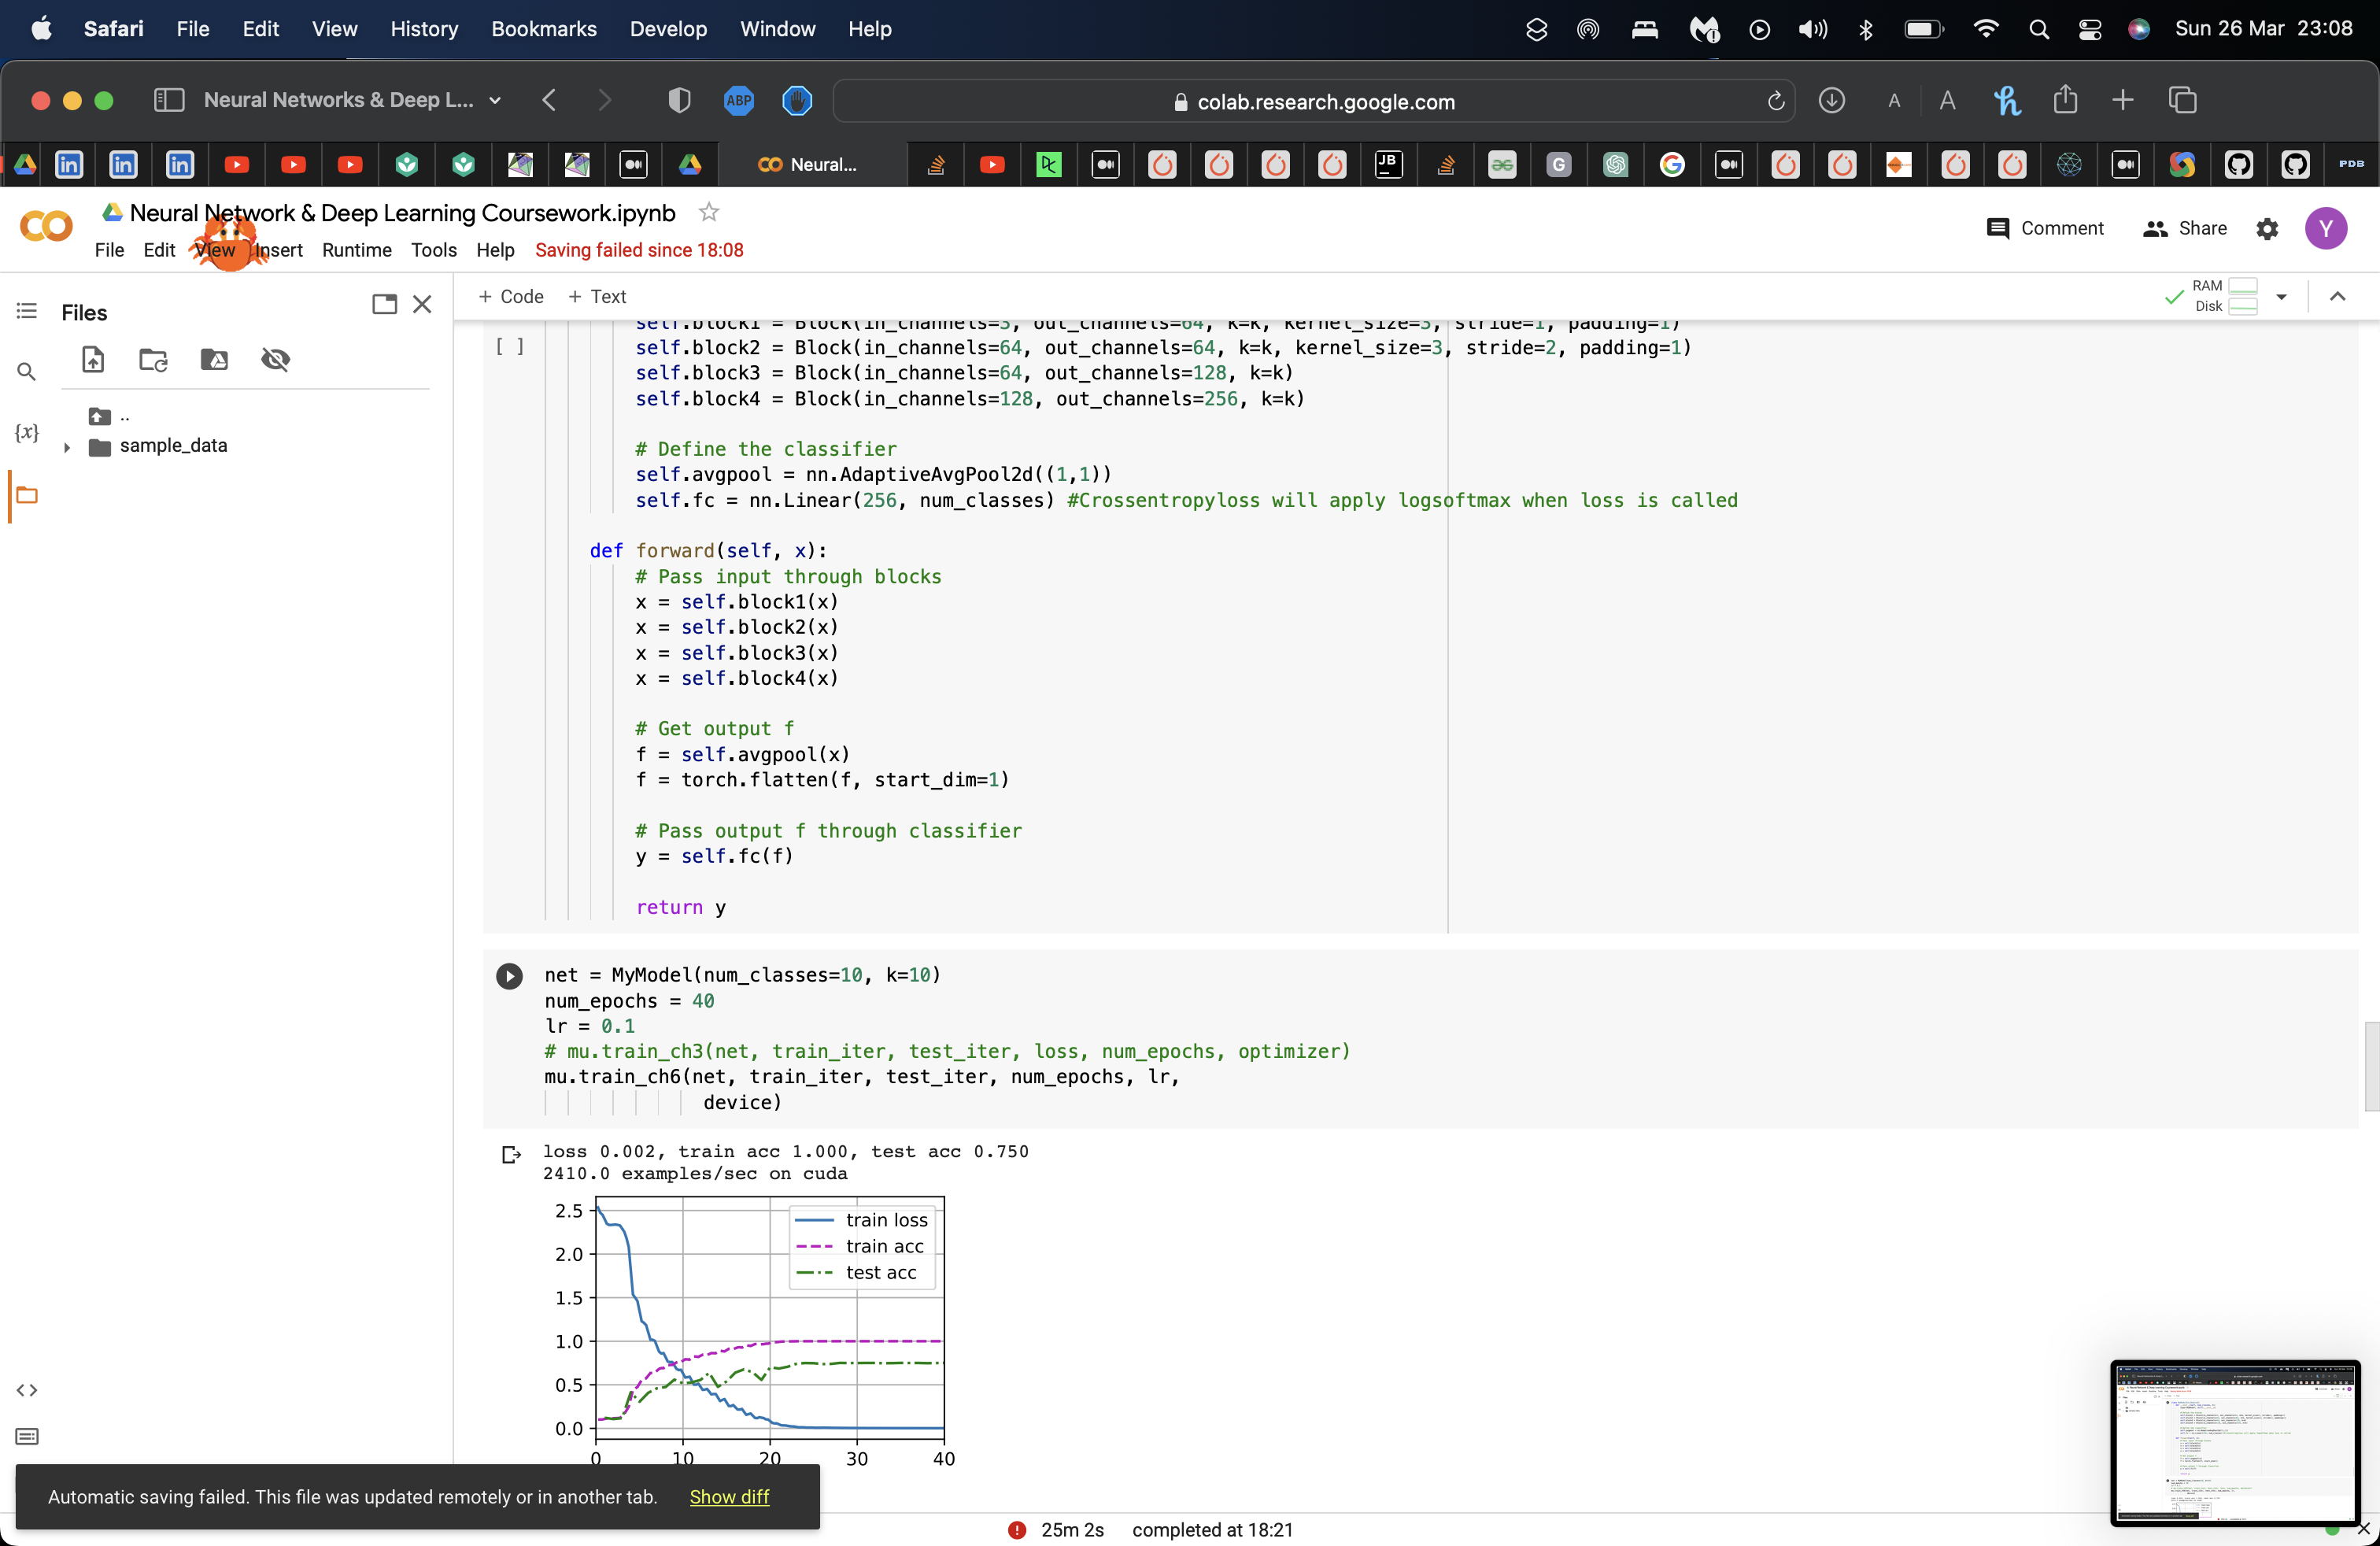 Safari File Edit View History Bookmarks Develop Window Help Sun 26 Mar 23:08
Neural Networks & Deep L... ABP colab.research.google.com A A
Neural... JB G PDB
Neural Network & Deep Learning Coursework.ipynb
Comment Share Y
File Edit View Insert Runtime Tools Help Saving failed since 18:08
Files
+ Code + Text
RAM
Disk
{x}
..
sample_data
self.block1 = Block(in_channels=3, out_channels=64, k=k, kernel_size=3, stride=1, padding=1)
[ ] self.block2 = Block(in_channels=64, out_channels=64, k=k, kernel_size=3, stride=2, padding=1)
self.block3 = Block(in_channels=64, out_channels=128, k=k)
self.block4 = Block(in_channels=128, out_channels=256, k=k)
# Define the classifier
self.avgpool = nn.AdaptiveAvgPool2d((1,1))
self.fc = nn.Linear(256, num_classes) #Crossentropyloss will apply logsoftmax when loss is called
def forward(self, x):
# Pass input through blocks
x = self.block1(x)
x = self.block2(x)
x = self.block3(x)
x = self.block4(x)
# Get output f
f = self.avgpool(x)
f = torch.flatten(f, start_dim=1)
# Pass output f through classifier
y = self.fc(f)
return y
net = MyModel(num_classes=10, k=10)
num_epochs = 40
lr = 0.1
# mu.train_ch3(net, train_iter, test_iter, loss, num_epochs, optimizer)
mu.train_ch6(net, train_iter, test_iter, num_epochs, lr,
device)
loss 0.002, train acc 1.000, test acc 0.750
2410.0 examples/sec on cuda
2.5
2.0
1.5
1.0
0.5
0.0
train loss
train acc
test acc
0 10 20 30 40
Automatic saving failed. This file was updated remotely or in another tab. Show diff
25m 2s completed at 18:21